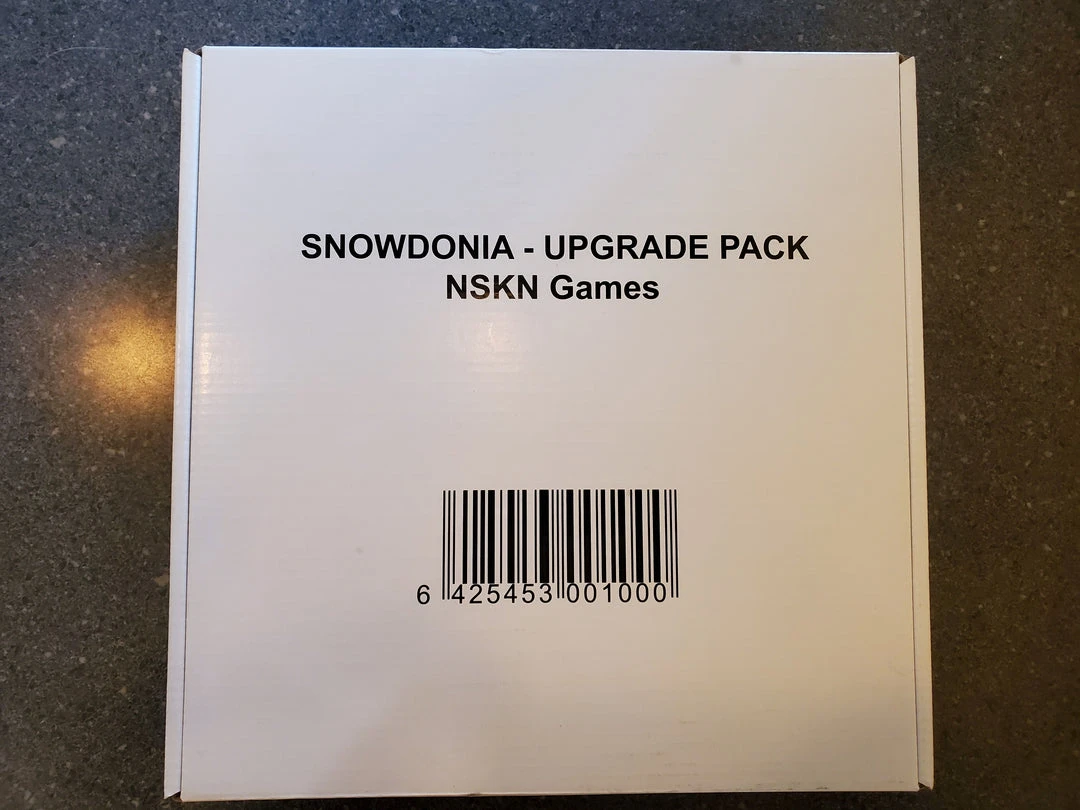 SNOWDONIA - UPGRADE PACK
NSKN Games
6 425453 001000